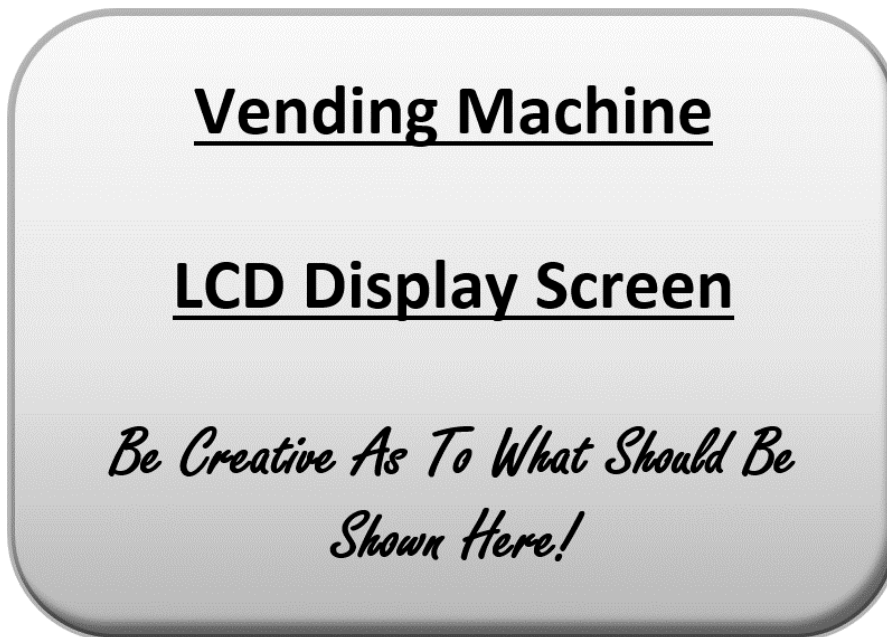 Vending Machine
LCD Display Screen
Be Creative As To What Should Be
Shown Here!